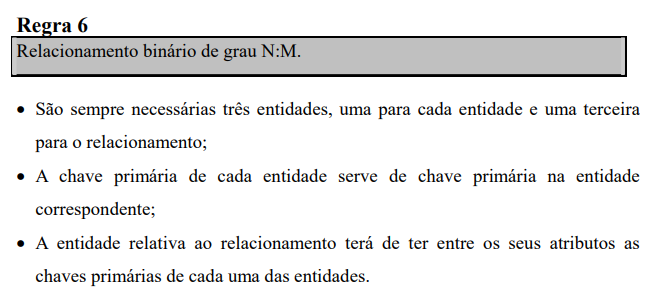 Regra 6
Relacionamento binário de grau N:M.
• São sempre necessárias três entidades, uma para cada entidade e uma terceira
para o relacionamento;
• A chave primária de cada entidade serve de chave primária na entidade
correspondente;
• A entidade relativa ao relacionamento terá de ter entre os seus atributos as
chaves primárias de cada uma das entidades.